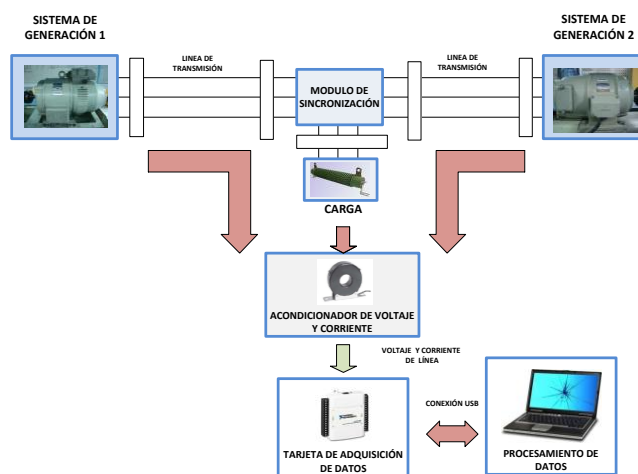 SISTEMA DE
GENERACIÓN 1
SISTEMA DE
GENERACIÓN 2
LINEA DE
TRANSMISIÓN
LINEA DE
TRANSMISIÓN
MODULO DE
SINCRONIZACIÓN
CARGA
ACONDICIONADOR DE VOLTAJE
Y CORRIENTE
VOLTAJE Y CORRIENTE
DE LÍNEA
CONEXIÓN USB
TARJETA DE ADQUISICIÓN
DE DATOS
PROCESAMIENTO DE
DATOS